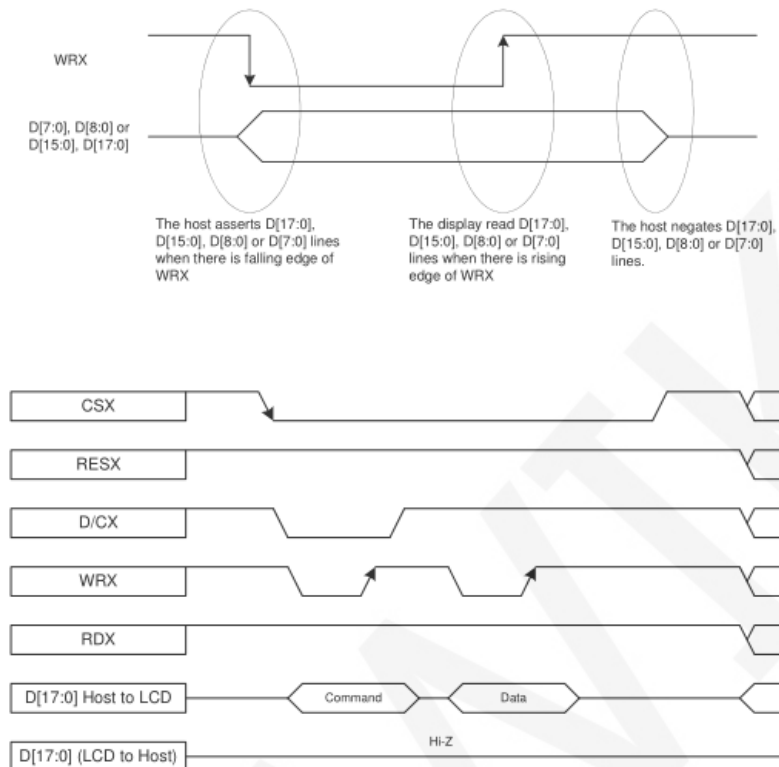 WRX
D[7:0], D[8:0] or
D[15:0], D[17:0]
The host asserts D[17:0],
D[15:0], D[8:0] or D[7:0] lines
when there is falling edge of
WRX
The display read D[17:0],
D[15:0], D[8:0] or D[7:0]
lines when there is rising
edge of WRX
The host negates D[17:0],
D[15:0], D[8:0] or D[7:0]
lines.
CSX
RESX
D/CX
WRX
RDX
D[17:0] Host to LCD
Command
Data
D[17:0] (LCD to Host)
Hi-Z